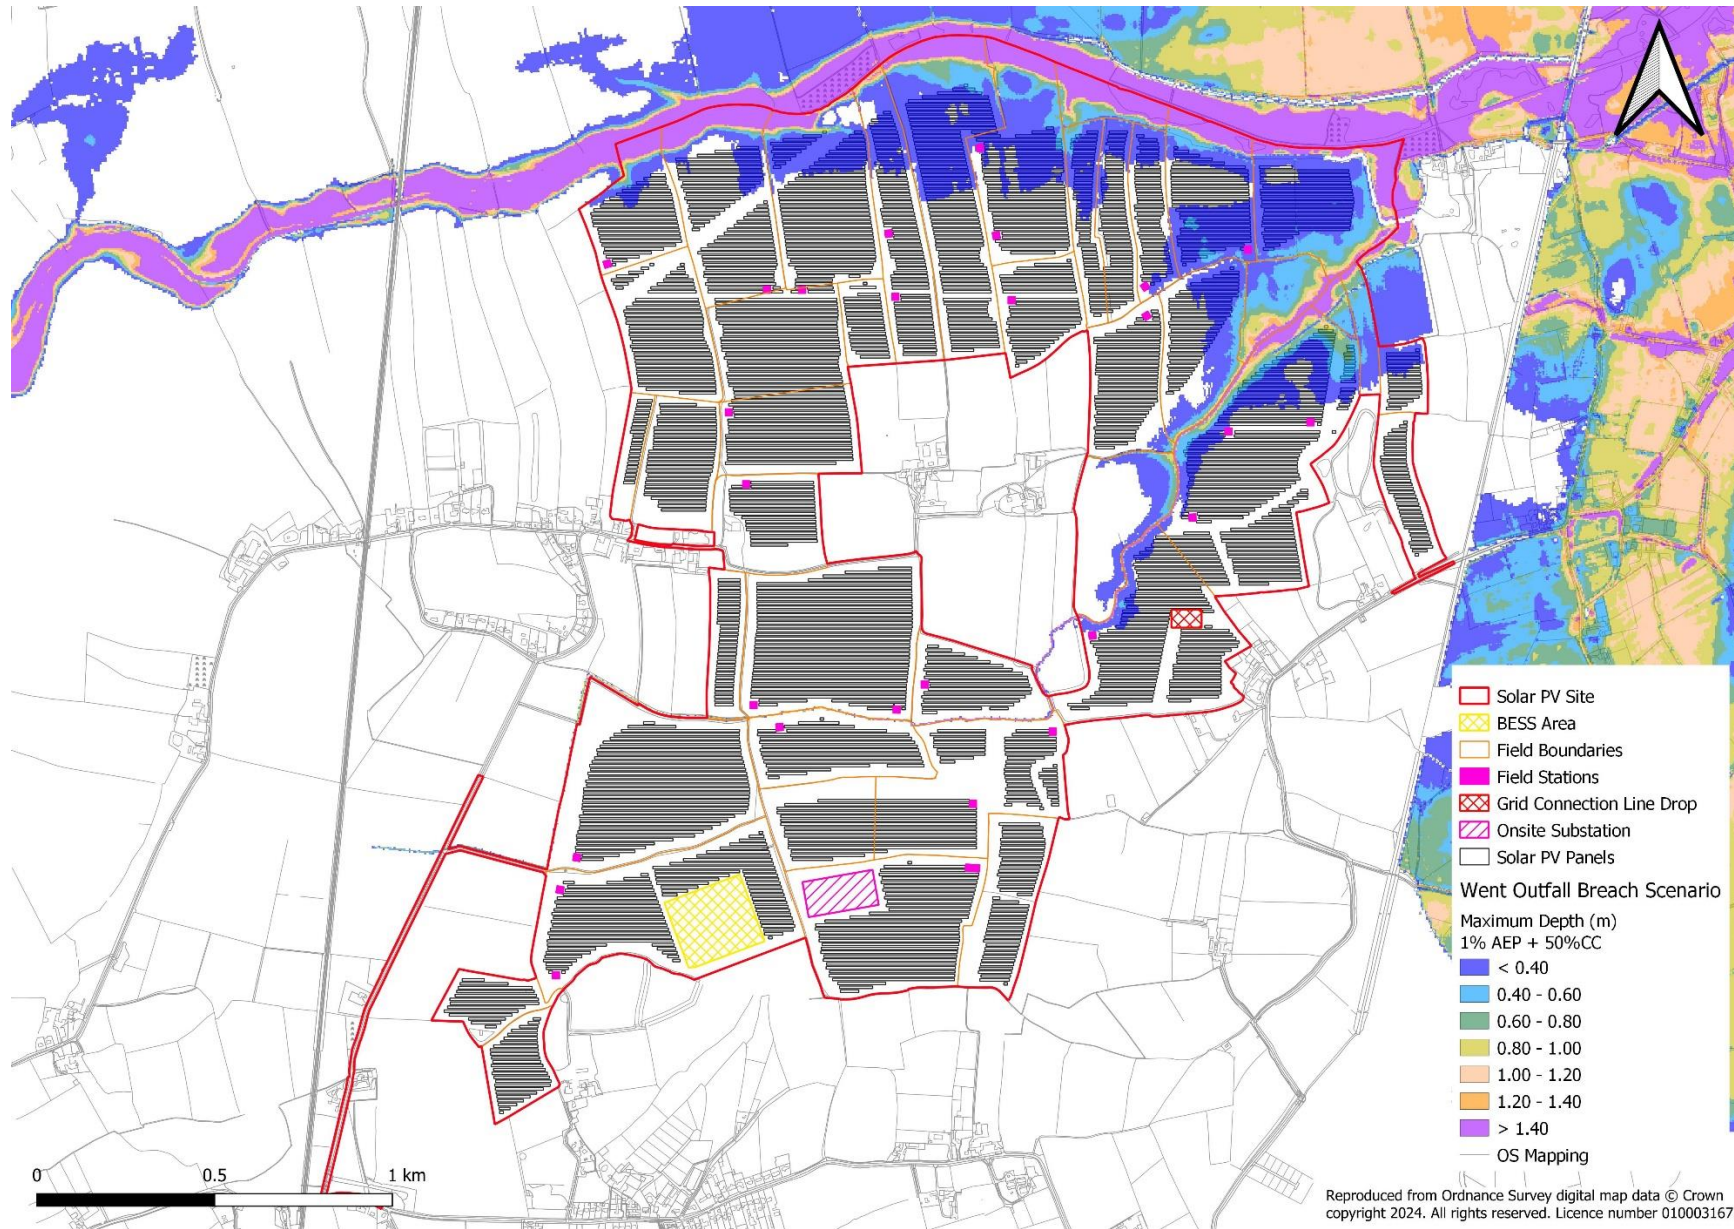 Solar PV Site
BESS Area
Field Boundaries
Field Stations
Grid Connection Line Drop
Onsite Substation
Solar PV Panels
Went Outfall Breach Scenario
Maximum Depth (m)
1% AEP + 50%CC
< 0.40
0.40 - 0.60
0.60 - 0.80
0.80 - 1.00
1.00 - 1.20
1.20 - 1.40
> 1.40
OS Mapping
0 0.5 1 km
Reproduced from Ordnance Survey digital map data © Crown
copyright 2024. All rights reserved. Licence number 010003167